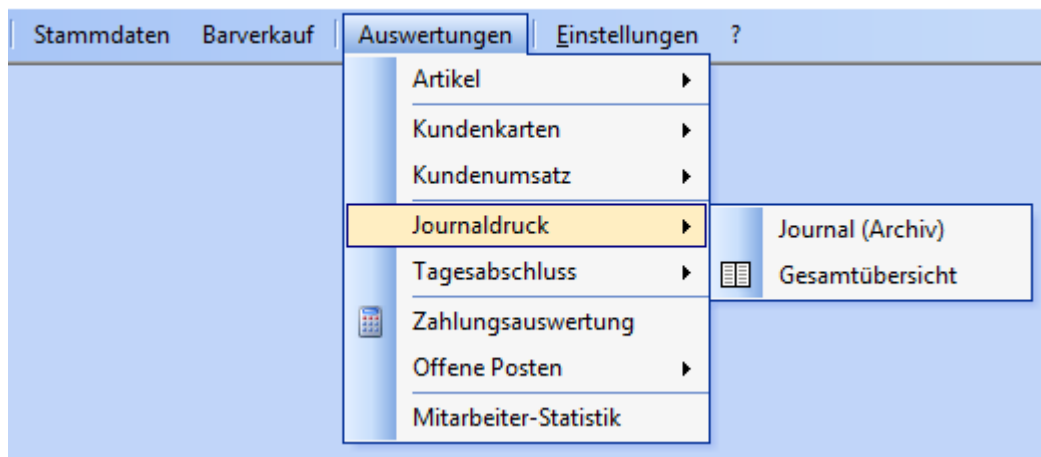 Stammdaten Barverkauf Auswertungen Einstellungen ?
Artikel
Kundenkarten
Kundenumsatz
Journaldruck
Tagesabschluss
Zahlungsauswertung
Offene Posten
Mitarbeiter-Statistik
Journal (Archiv)
Gesamtübersicht